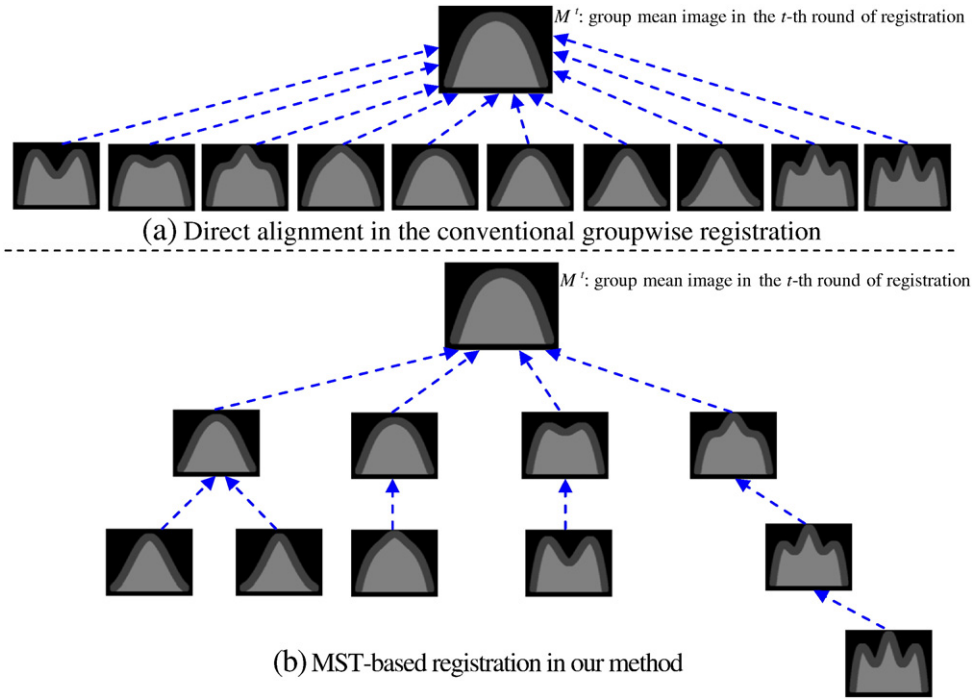 M t: group mean image in the t-th round of registration
(a) Direct alignment in the conventional groupwise registration
M t: group mean image in the t-th round of registration
(b) MST-based registration in our method